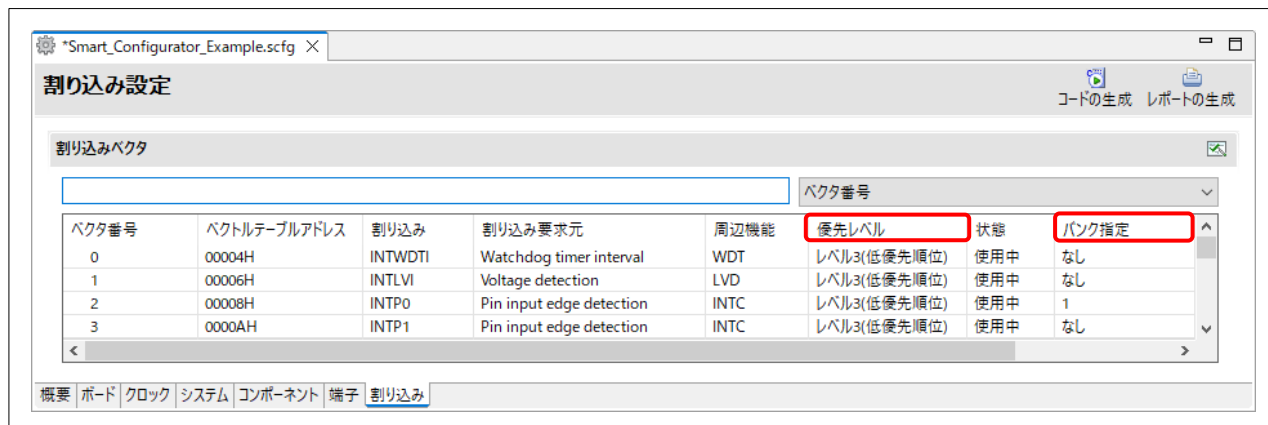 *Smart_Configurator_Example.scfg
割り込み設定
コードの生成 レポートの生成
割り込みベクタ
ベクタ番号
ベクタ番号 ベクトルテーブルアドレス 割り込み 割り込み要求元 周辺機能 優先レベル 状態 バンク指定
0 00004H INTWDTI Watchdog timer interval WDT レベル3(低優先順位) 使用中 なし
1 00006H INTLVI Voltage detection LVD レベル3(低優先順位) 使用中 なし
2 00008H INTP0 Pin input edge detection INTC レベル3(低優先順位) 使用中 1
3 0000AH INTP1 Pin input edge detection INTC レベル3(低優先順位) 使用中 なし
概要 ボード クロック システム コンポーネント 端子 割り込み